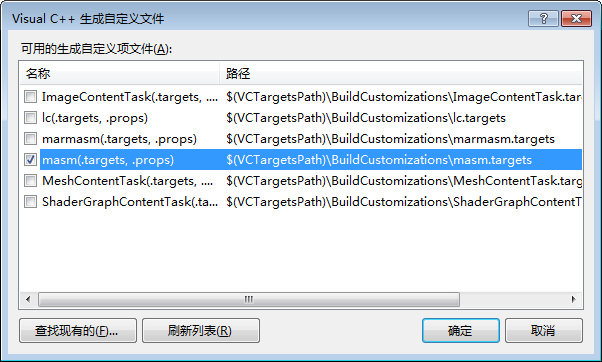 Visual C++ 生成自定义文件
可用的生成自定义项文件(A):
名称 路径
ImageContentTask(.targets, .... $(VCTargetsPath)\BuildCustomizations\ImageContentTask.tar
lc(.targets, .props) $(VCTargetsPath)\BuildCustomizations\lc.targets
marmasm(.targets, .props) $(VCTargetsPath)\BuildCustomizations\marmasm.targets
masm(.targets, .props) $(VCTargetsPath)\BuildCustomizations\masm.targets
MeshContentTask(.targets, .... $(VCTargetsPath)\BuildCustomizations\MeshContentTask.targ
ShaderGraphContentTask(.ta... $(VCTargetsPath)\BuildCustomizations\ShaderGraphContentT
查找现有的(F)... 刷新列表(R) 确定 取消